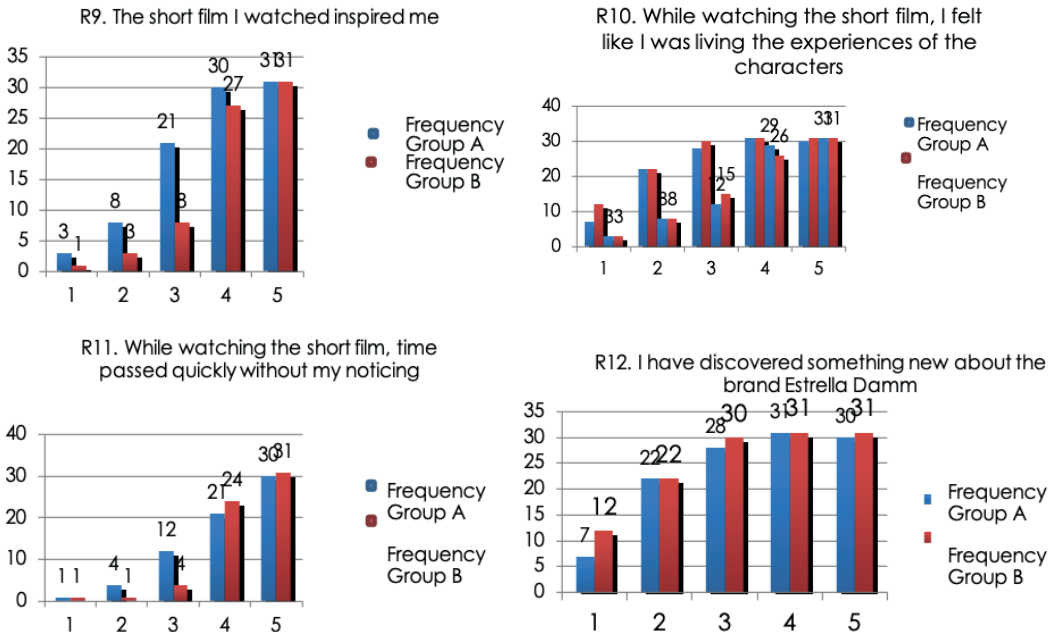 R9. The short film I watched inspired me
35
30
25
20
15
10
5
0
3
1
8
3
21
8
30
27
31
31
1 2 3 4 5
Frequency
Group A
Frequency
Group B
R10. While watching the short film, I felt
like I was living the experiences of the
characters
40
30
20
10
0
3
3
8
8
12
15
29
26
31
31
1 2 3 4 5
Frequency
Group A
Frequency
Group B
R11. While watching the short film, time
passed quickly without my noticing
40
30
20
10
0
1
1
4
1
12
4
21
24
30
31
1 2 3 4 5
Frequency
Group A
Frequency
Group B
R12. I have discovered something new about the
brand Estrella Damm
35
30
25
20
15
10
5
0
7
12
22
22
28
30
31
31
30
31
1 2 3 4 5
Frequency
Group A
Frequency
Group B